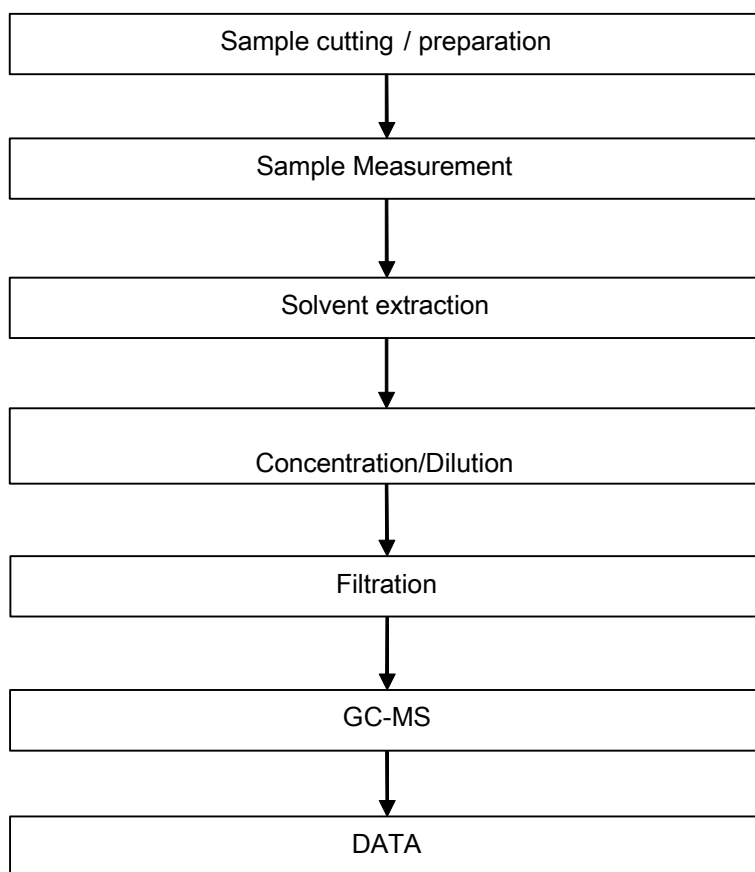 Sample cutting / preparation
Sample Measurement
Solvent extraction
Concentration/Dilution
Filtration
GC-MS
DATA